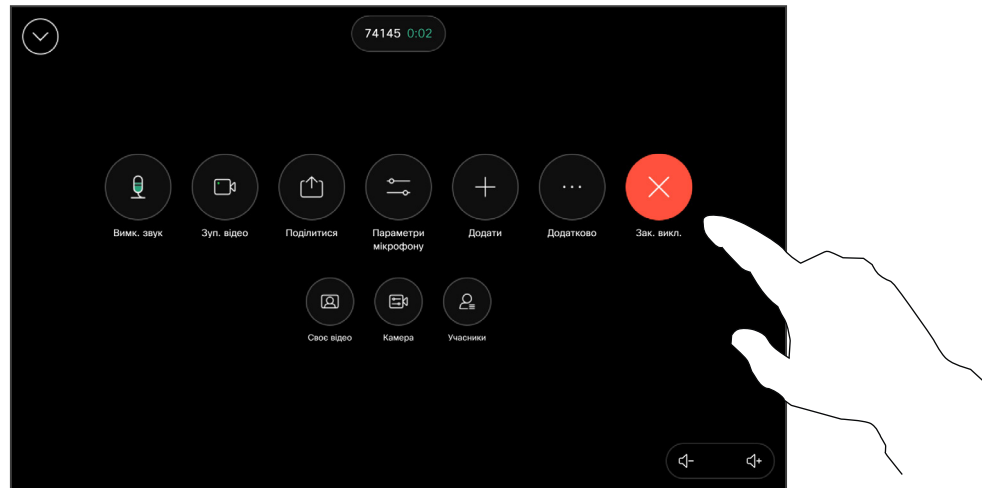 74145 0:02
Вимк. звук
Зуп. відео
Поділитися
Параметри
мікрофону
Додати
Додатково
Зак. викл.
Своє відео
Камера
Учасники